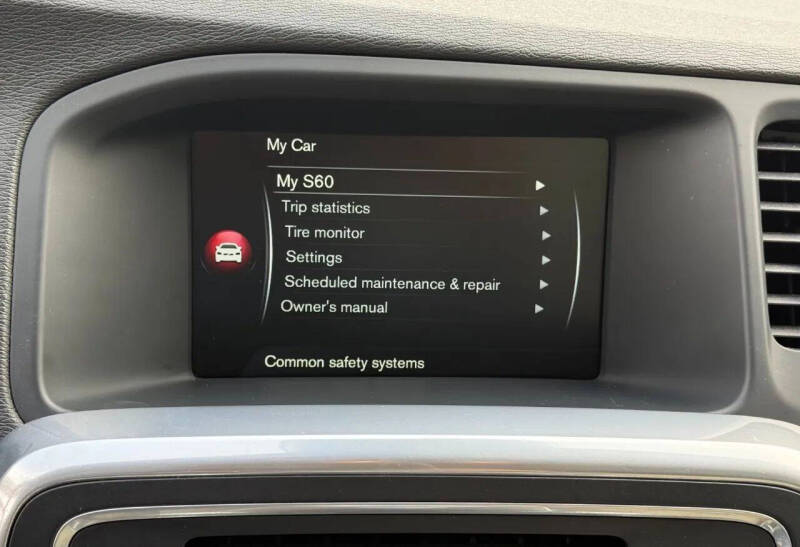 My Car
My S60
Trip statistics
Tire monitor
Settings
Scheduled maintenance & repair
Owner's manual
Common safety systems